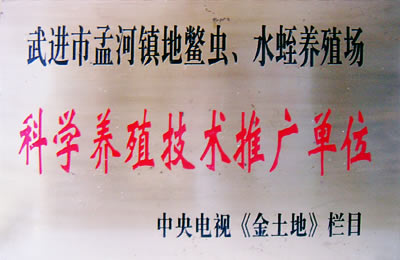 武进市孟河镇地鳖虫、水蛭养殖场
科学养殖技术推广单位
中央电视《金土地》栏目